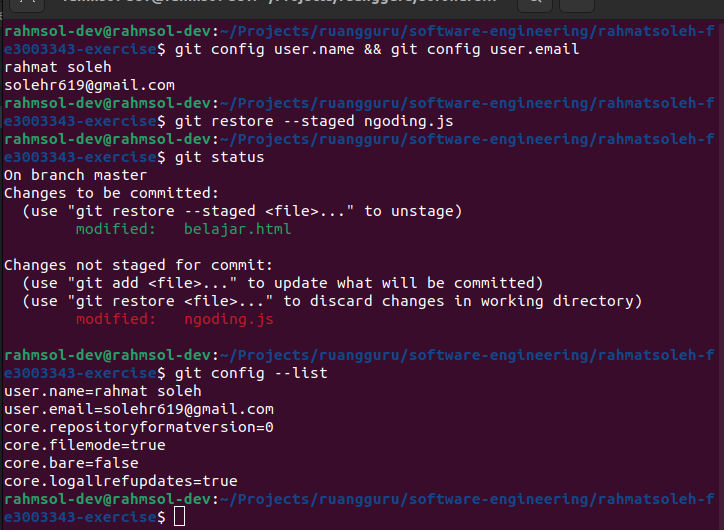 rahmsol-dev@rahmsol-dev:~/Projects/ruangguru/software-engineering/rahmatsoleh-f
e3003343-exercise$ git config user.name && git config user.email
rahmat soleh
solehr619@gmail.com
rahmsol-dev@rahmsol-dev:~/Projects/ruangguru/software-engineering/rahmatsoleh-f
e3003343-exercise$ git restore --staged ngoding.js
rahmsol-dev@rahmsol-dev:~/Projects/ruangguru/software-engineering/rahmatsoleh-f
e3003343-exercise$ git status
On branch master
Changes to be committed:
  (use "git restore --staged <file>..." to unstage)
        modified:   belajar.html

Changes not staged for commit:
  (use "git add <file>..." to update what will be committed)
  (use "git restore <file>..." to discard changes in working directory)
        modified:   ngoding.js

rahmsol-dev@rahmsol-dev:~/Projects/ruangguru/software-engineering/rahmatsoleh-f
e3003343-exercise$ git config --list
user.name=rahmat soleh
user.email=solehr619@gmail.com
core.repositoryformatversion=0
core.filemode=true
core.bare=false
core.logallrefupdates=true
rahmsol-dev@rahmsol-dev:~/Projects/ruangguru/software-engineering/rahmatsoleh-f
e3003343-exercise$